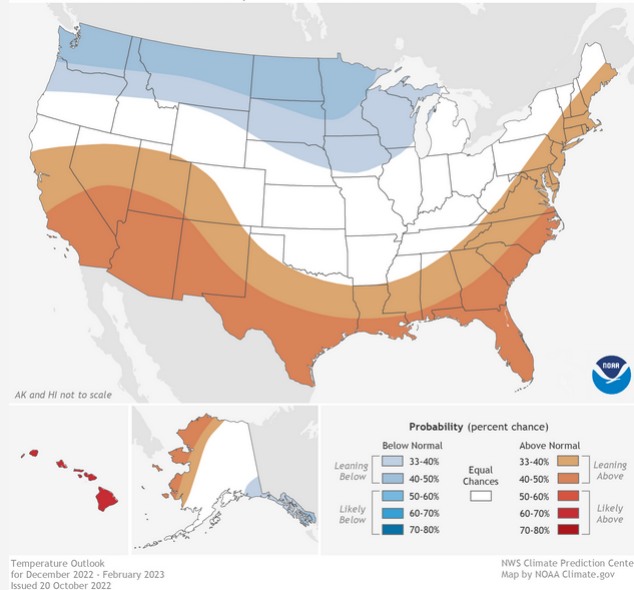 NOAA
AK and HI not to scale
Probability (percent chance)
Below Normal
Above Normal
Leaning Below
33-40%
40-50%
Likely Below
50-60%
60-70%
70-80%
Equal Chances
33-40%
40-50%
Leaning Above
50-60%
60-70%
70-80%
Likely Above
Temperature Outlook
for December 2022 - February 2023
Issued 20 October 2022
NWS Climate Prediction Cente
Map by NOAA Climate.gov